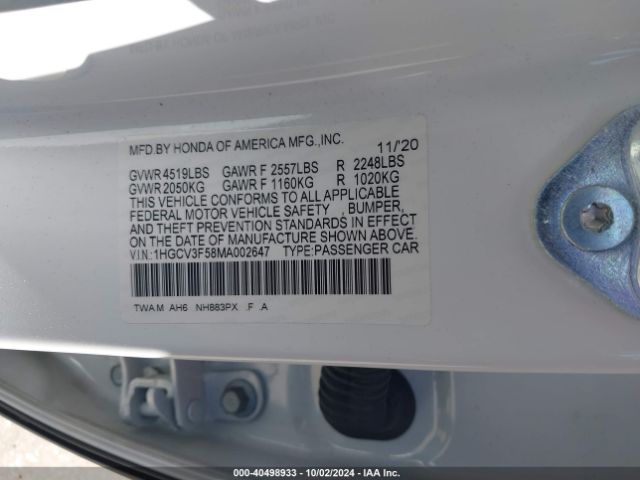 MFD.BY HONDA OF AMERICA MFG.,INC. 11/'20
GVWR 4519LBS GAWR F 2557LBS R 2248LBS
GVWR 2050KG GAWR F 1160KG R 1020KG
THIS VEHICLE CONFORMS TO ALL APPLICABLE
FEDERAL MOTOR VEHICLE SAFETY , BUMPER,
AND THEFT PREVENTION STANDARDS IN EFFECT
ON THE DATE OF MANUFACTURE SHOWN ABOVE.
V.I.N.:1HGCV3F58MA002647 TYPE:PASSENGER CAR
TWA M AH6 NH883PX .F .A
000-40498933 - 10/02/2024 - IAA Inc.